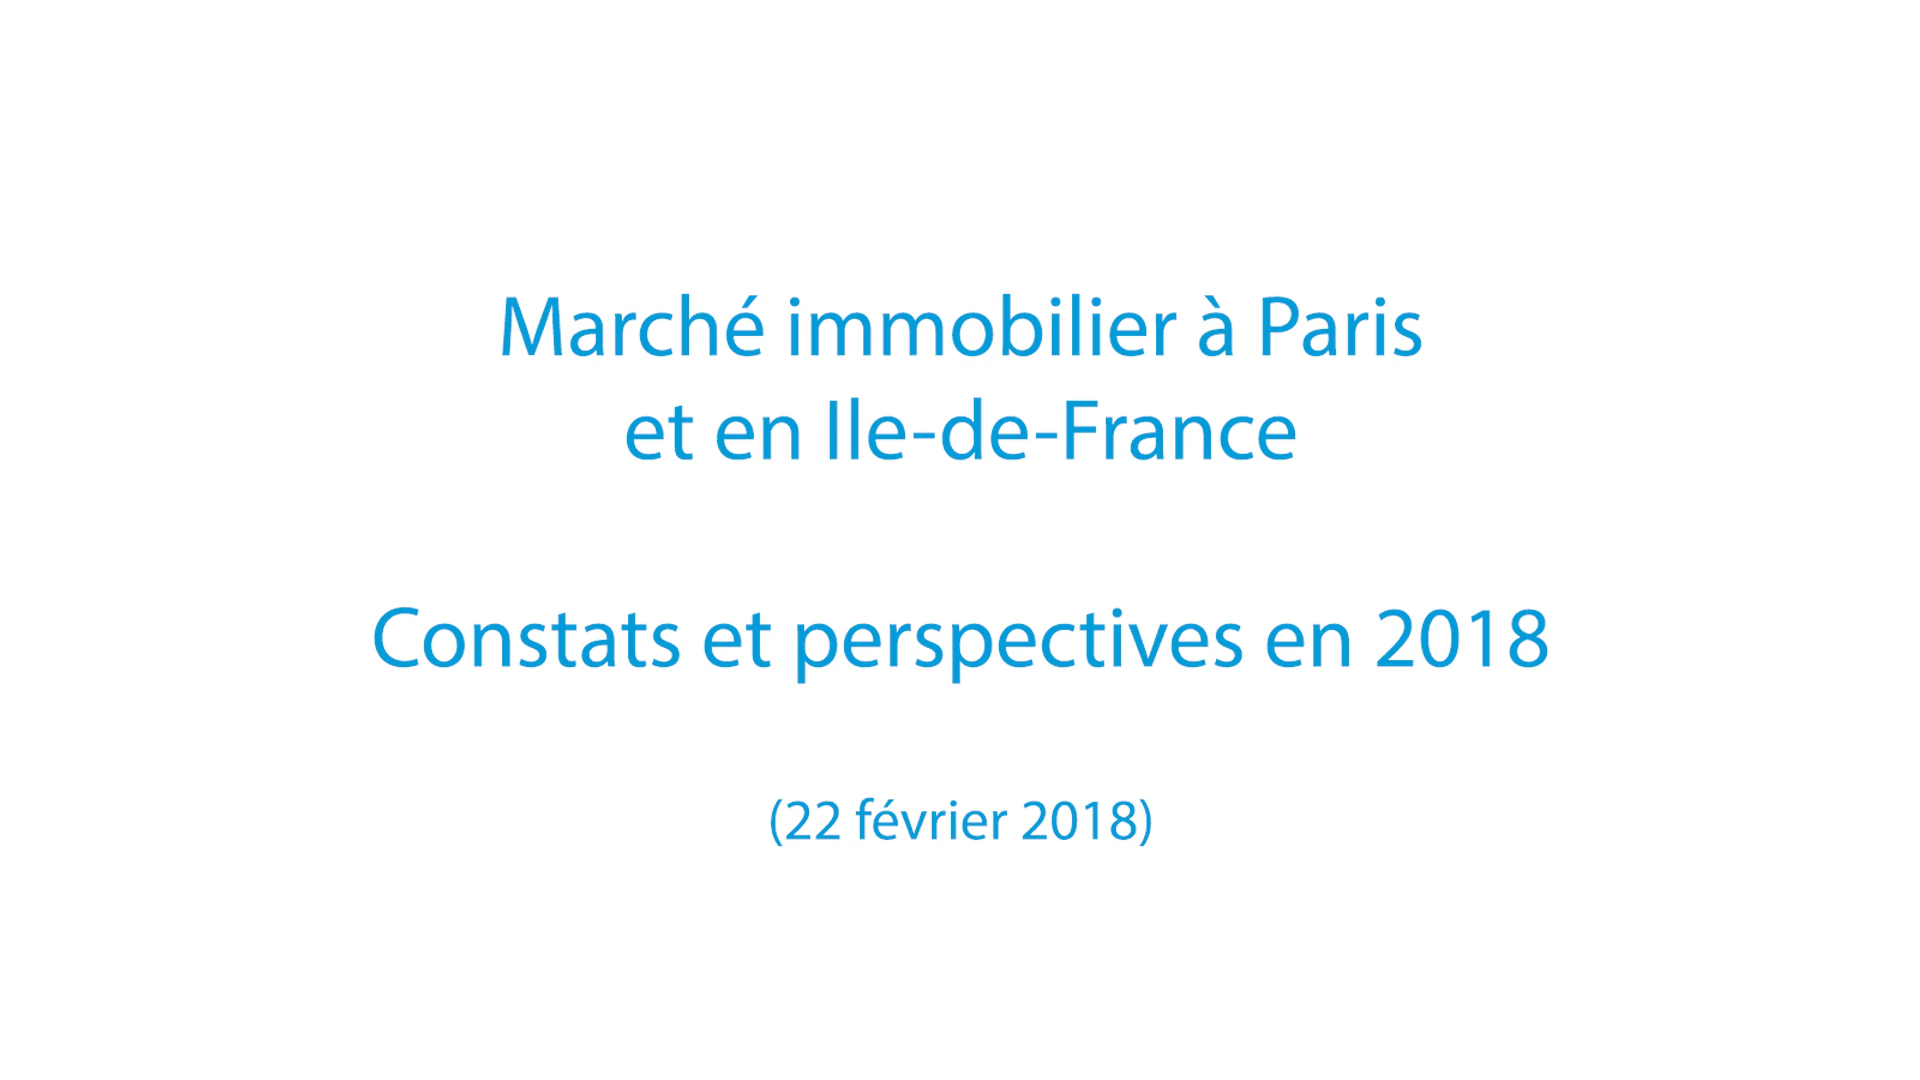 Marché immobilier à Paris
et en Ile-de-France
Constats et perspectives en 2018
(22 février 2018)